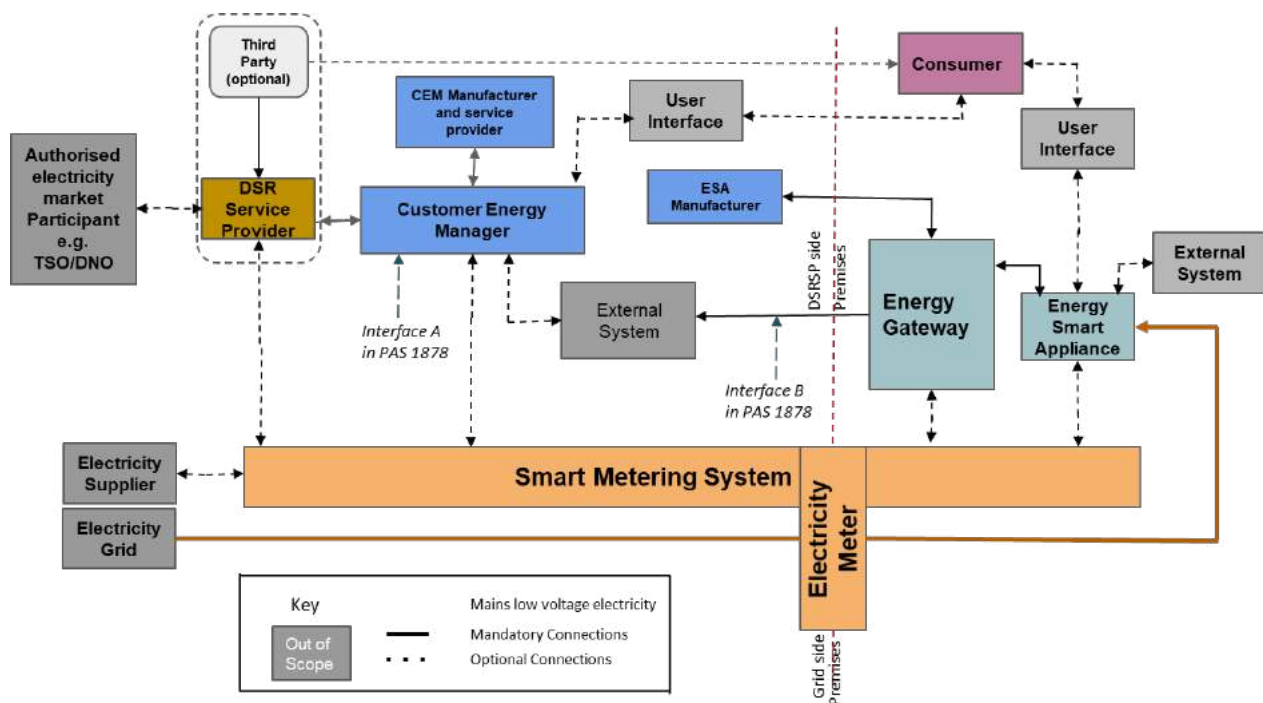 Third
Party
(optional)
Consumer
CEM Manufacturer
and service
provider
User
Interface
User
Interface
Authorised
electricity
market
Participant
e.g.
TSO/DNO
DSR
Service
Provider
Customer Energy
Manager
ESA
Manufacturer
External
System
DSRSP side
Premises
Energy
Gateway
Energy
Smart
Appliance
External
System
Interface A
in PAS 1878
Interface B
in PAS 1878
Electricity
Supplier
Smart Metering System
Electricity
Grid
Electricity
Meter
Key
Mains low voltage electricity
Out of
Scope
Mandatory Connections
Optional Connections
Grid side
Premises